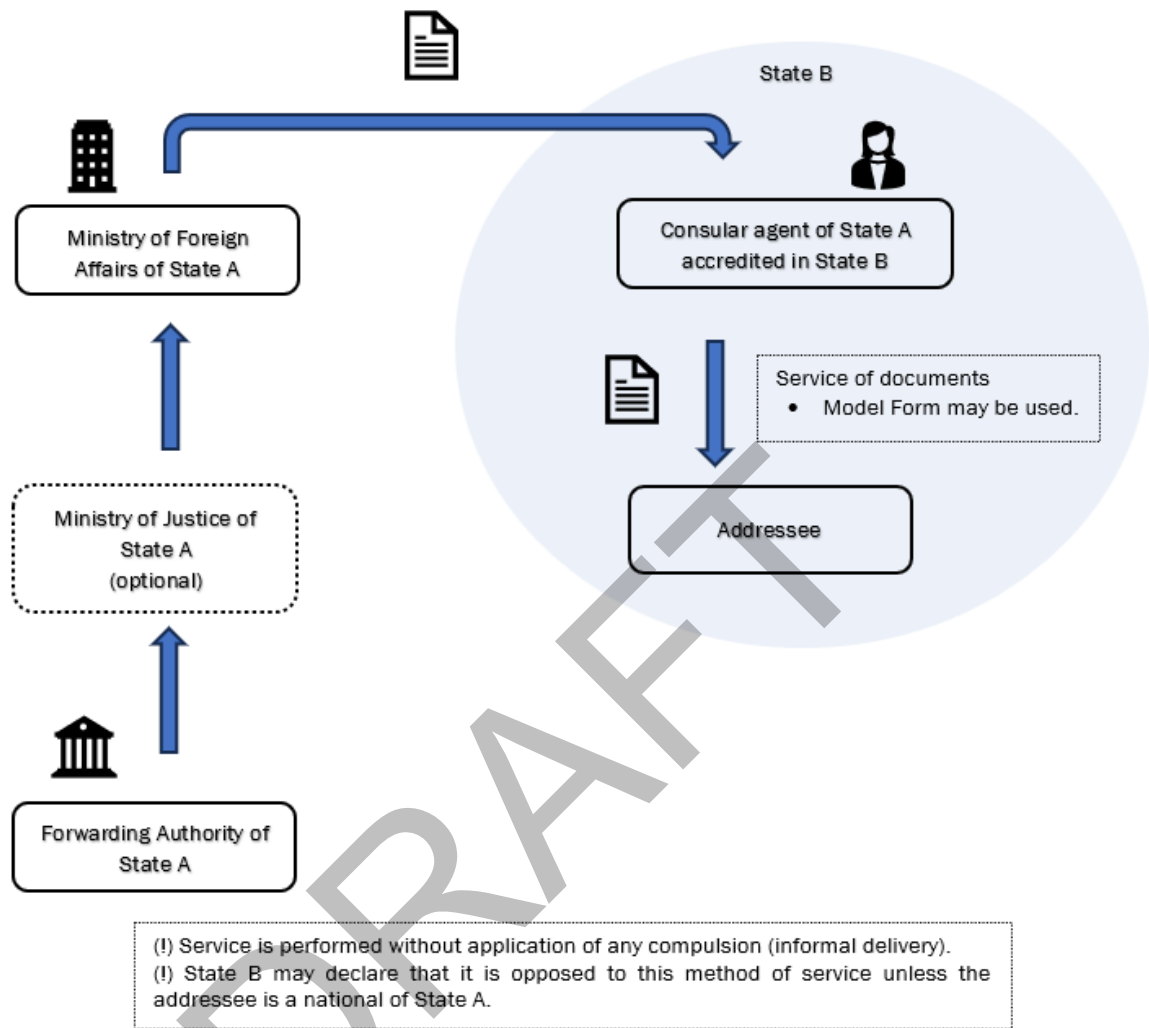 State B
Ministry of Foreign
Affairs of State A
Consular agent of State A
accredited in State B
Service of documents
• Model Form may be used.
Ministry of Justice of
State A
(optional)
Addressee
Forwarding Authority of
State A
(!) Service is performed without application of any compulsion (informal delivery).
(!) State B may declare that it is opposed to this method of service unless the
addressee is a national of State A.
DRAFT